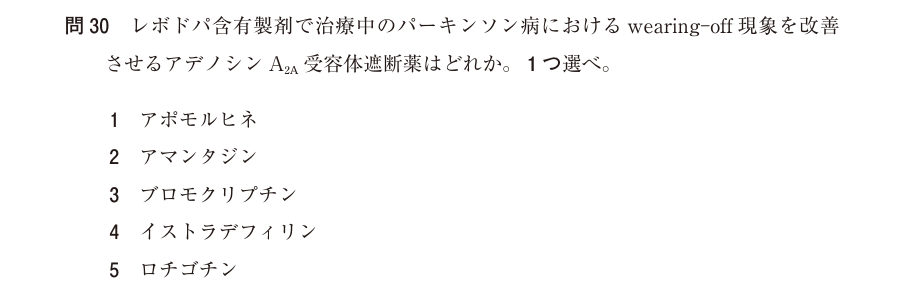 問 30 レボドパ含有製剤で治療中のパーキンソン病における wearing-off 現象を改善
させるアデノシン A2A 受容体遮断薬はどれか。1つ選べ。
1 アポモルヒネ
2 アマンタジン
3 ブロモクリプチン
4 イストラデフィリン
5 ロチゴチン